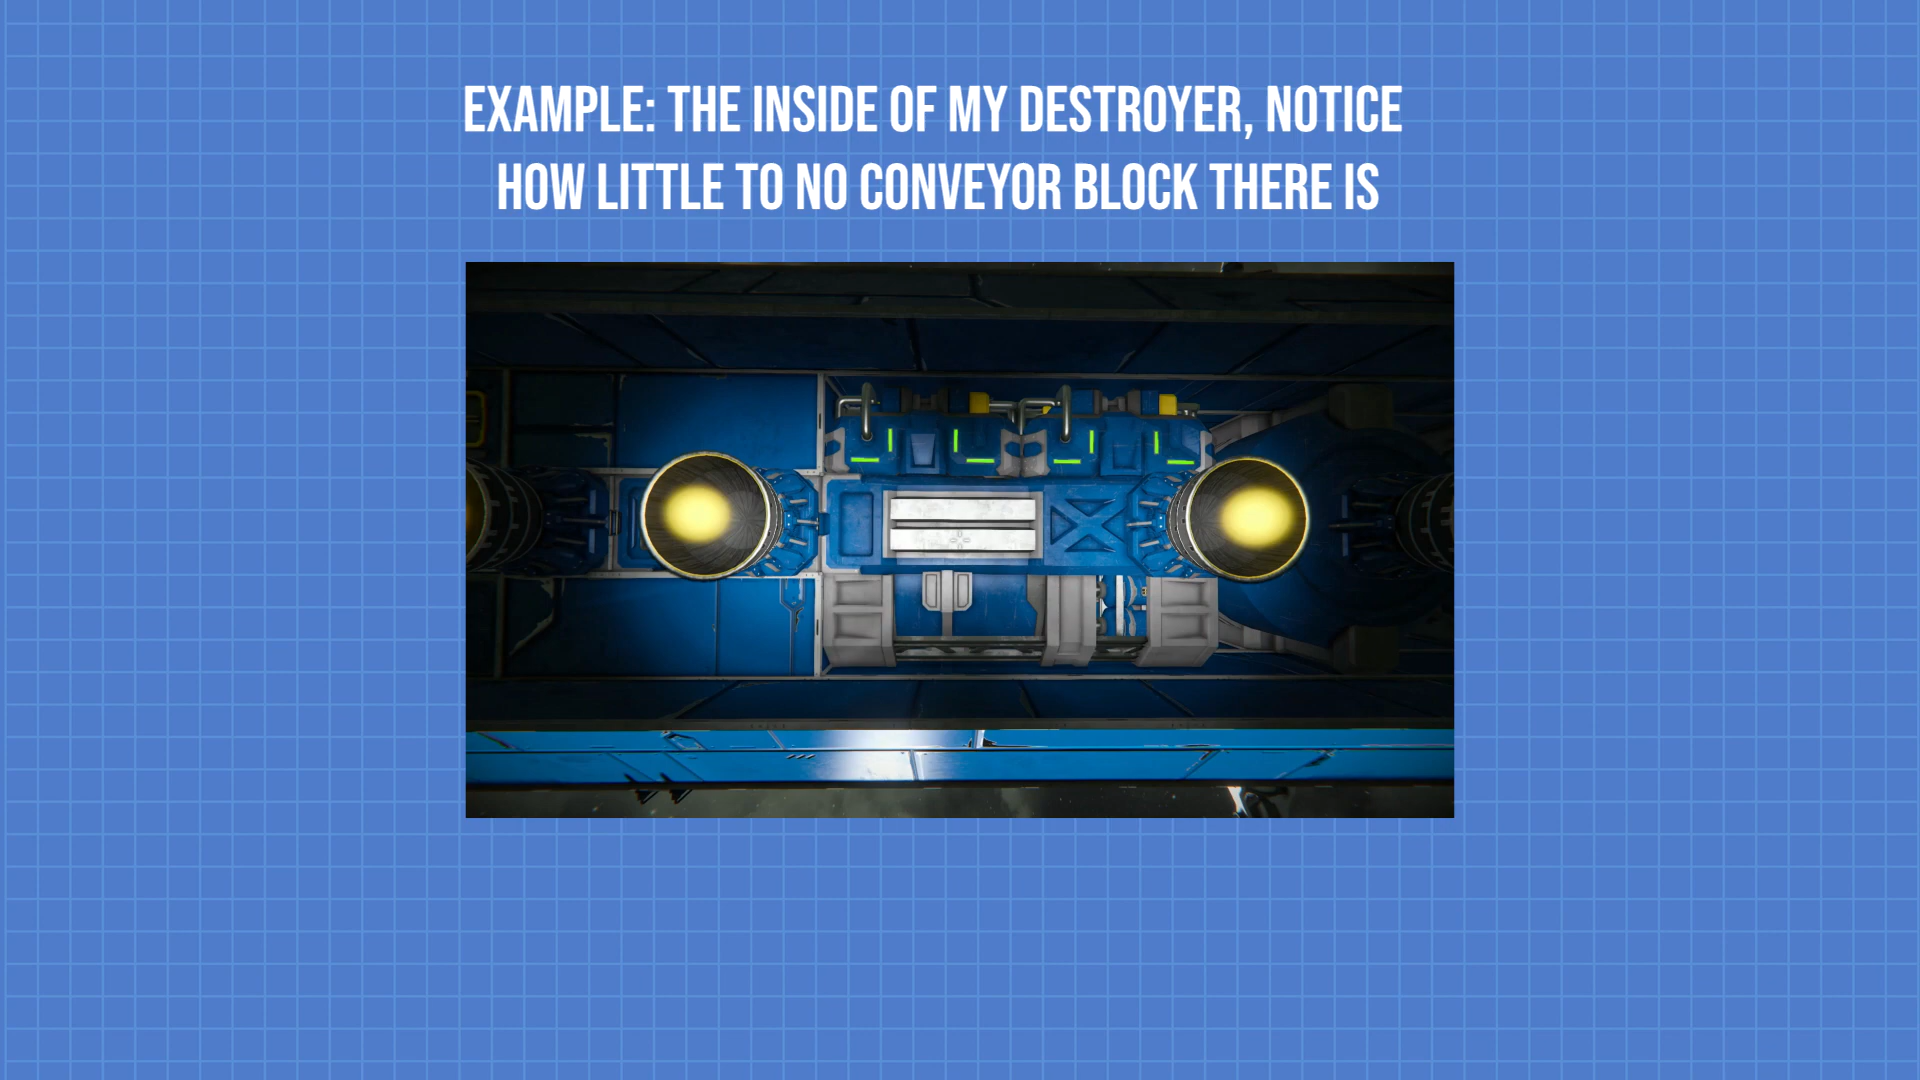 EXAMPLE: THE INSIDE OF MY DESTROYER, NOTICE
HOW LITTLE TO NO CONVEYOR BLOCK THERE IS